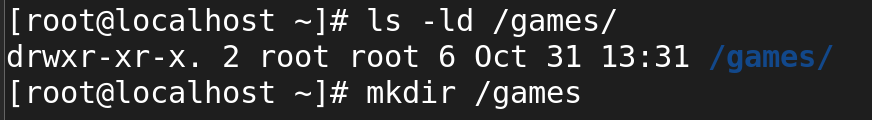 [root@localhost ~]# ls -ld /games/
drwxr-xr-x. 2 root root 6 Oct 31 13:31 /games/
[root@localhost ~]# mkdir /games